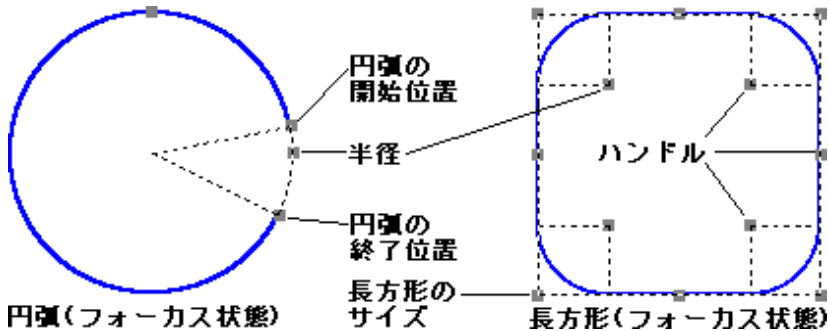 円弧の
開始位置
半径
ハンドル
円弧の
終了位置
長方形の
サイズ
円弧(フォーカス状態)
長方形(フォーカス状態)